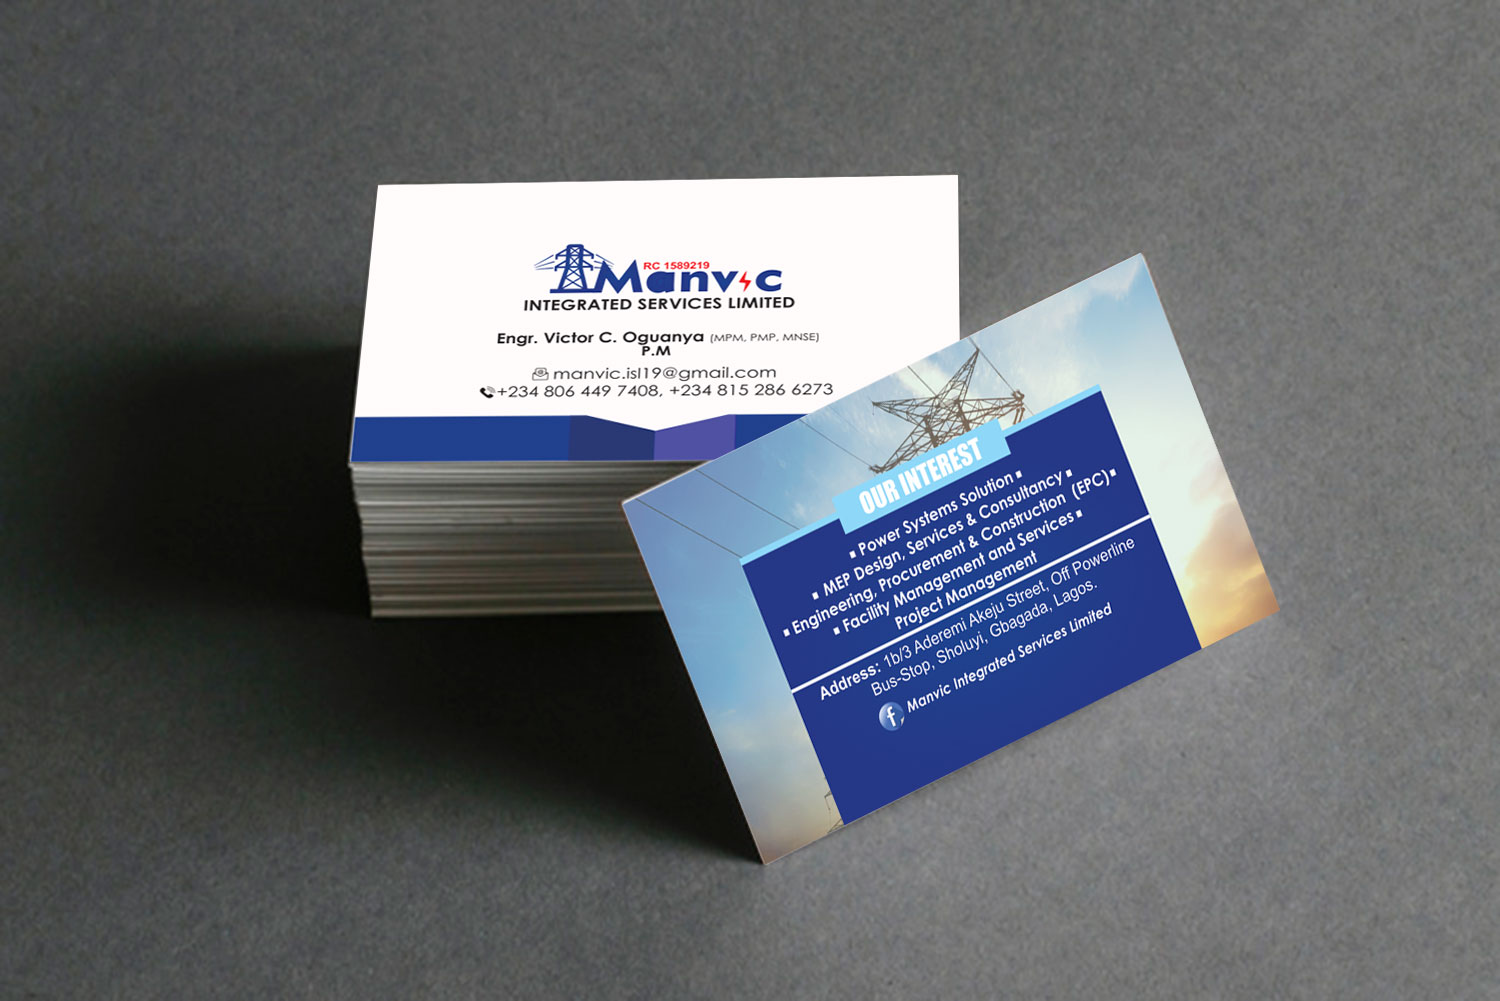 RC 1589219
Manvic
INTEGRATED SERVICES LIMITED
Engr. Victor C. Oguanya (MPM, PMP, MNSE)
P.M
manvic.isl19@gmail.com
+234 806 449 7408, +234 815 286 6273
OUR INTEREST
▪ Power Systems Solution ▪
▪ MEP Design, Services & Consultancy ▪
▪ Engineering, Procurement & Construction (EPC) ▪
▪ Facility Management and Services ▪
Project Management
Address: 1b/3 Aderemi Akeju Street, Off Powerline
Bus-Stop, Sholuyi, Gbagada, Lagos.
f Manvic Integrated Services Limited